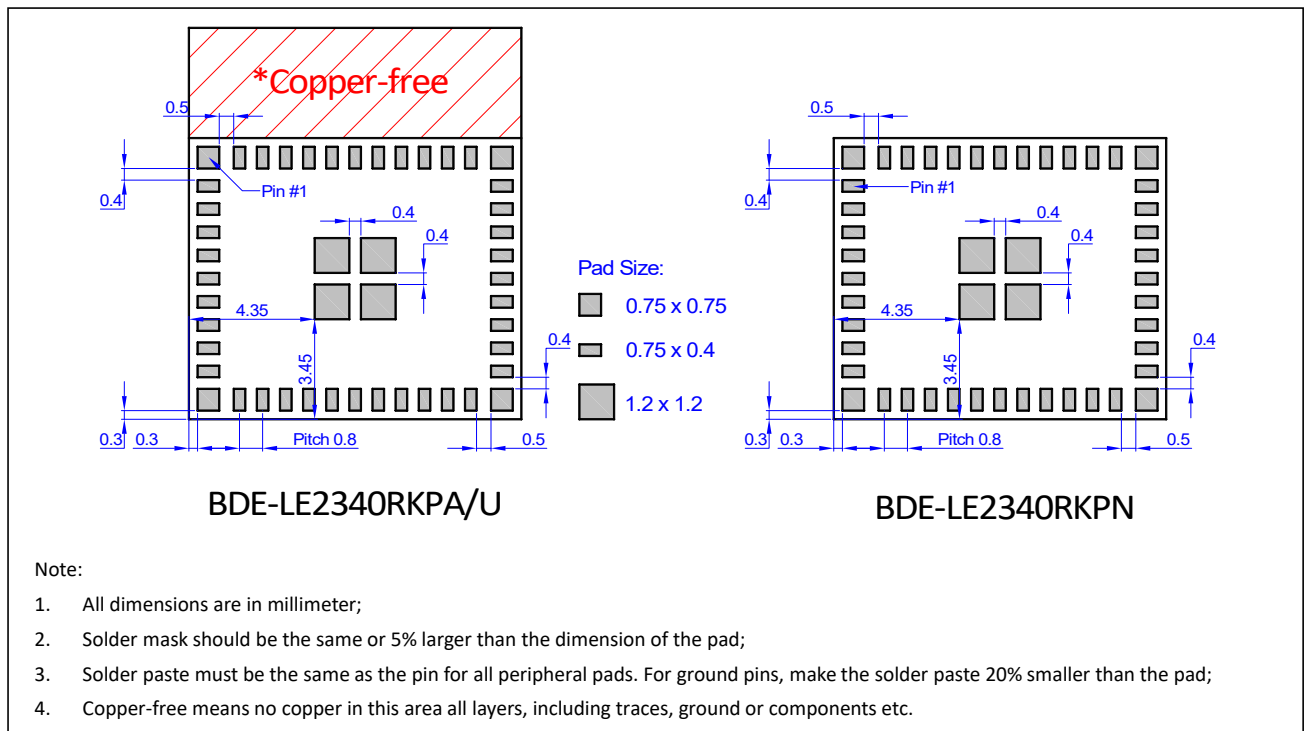 *Copper-free
0.5
0.5
Pin #1
Pin #1
0.4
0.4
0.4
0.4
0.4
0.4
Pad Size:
0.75 x 0.75
4.35
4.35
0.4
0.4
0.75 x 0.4
3.45
3.45
1.2 x 1.2
0.3 0.3 Pitch 0.8 0.5
0.3 0.3 Pitch 0.8 0.5
BDE-LE2340RKPA/U
BDE-LE2340RKPN
Note:
1. All dimensions are in millimeter;
2. Solder mask should be the same or 5% larger than the dimension of the pad;
3. Solder paste must be the same as the pin for all peripheral pads. For ground pins, make the solder paste 20% smaller than the pad;
4. Copper-free means no copper in this area all layers, including traces, ground or components etc.